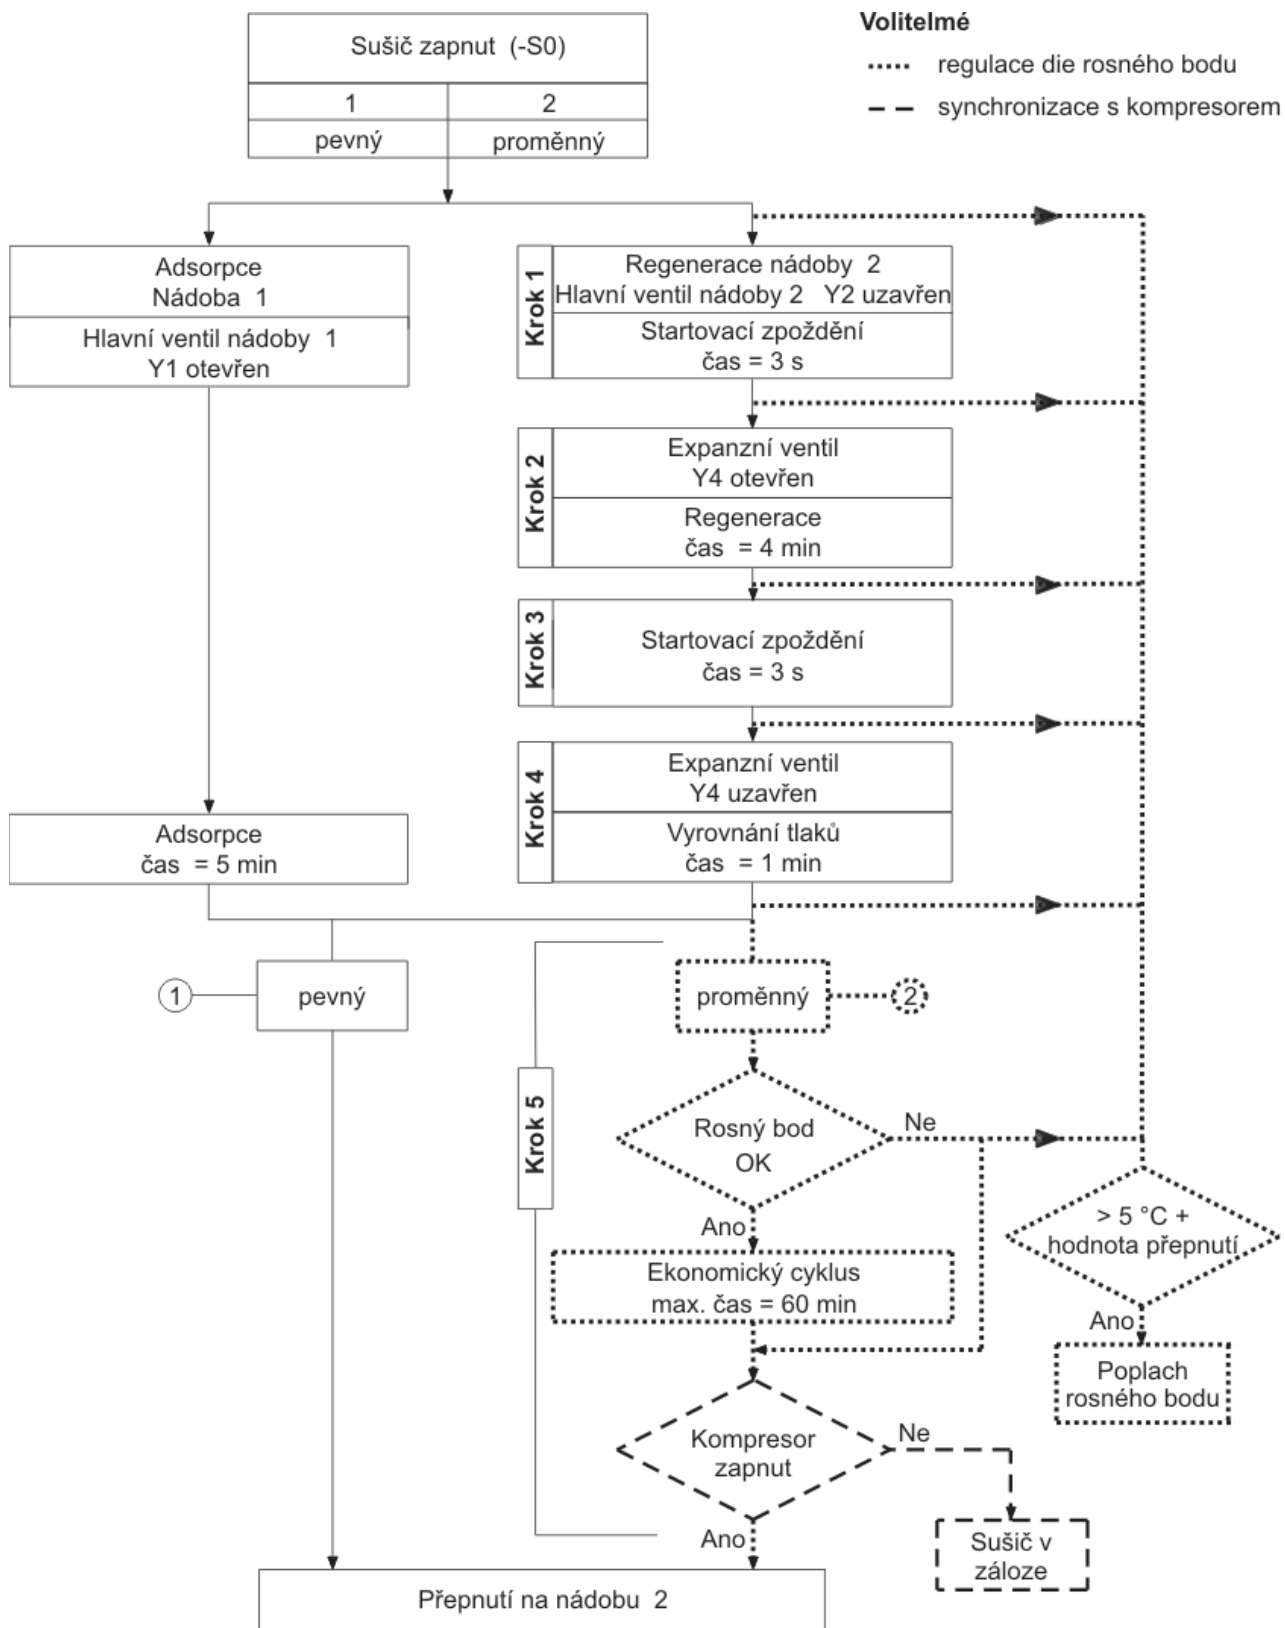 Volitelmé
regulace die rosného bodu
synchronizace s kompresorem
Sušič zapnut (-S0)
1
2
pevný
proměnný
Adsorpce
Nádoba 1
Hlavní ventil nádoby 1
Y1 otevřen
Krok 1
Regenerace nádoby 2
Hlavní ventil nádoby 2 Y2 uzavřen
Startovací zpoždění
čas = 3 s
Krok 2
Expanzní ventil
Y4 otevřen
Regenerace
čas = 4 min
Krok 3
Startovací zpoždění
čas = 3 s
Krok 4
Expanzní ventil
Y4 uzavřen
Vyrovnání tlaků
čas = 1 min
Adsorpce
čas = 5 min
1
pevný
proměnný
2
Krok 5
Rosný bod
OK
Ne
Ano
> 5 °C +
hodnota přepnutí
Ano
Poplach
rosného bodu
Ekonomický cyklus
max. čas = 60 min
Kompresor
zapnut
Ne
Ano
Sušič v
záloze
Přepnutí na nádobu 2